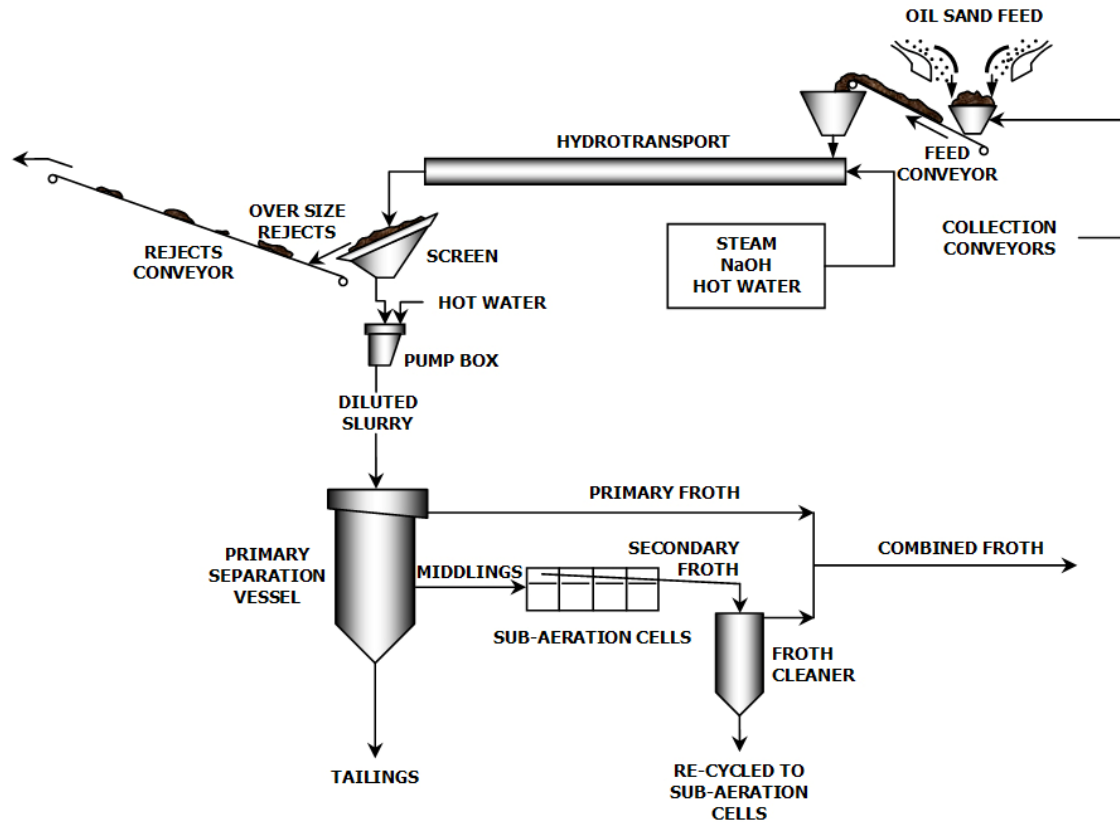 OIL SAND FEED
HYDROTRANSPORT
FEED
CONVEYOR
OVER SIZE
REJECTS
REJECTS
CONVEYOR
SCREEN
STEAM
NaOH
HOT WATER
COLLECTION
CONVEYORS
HOT WATER
PUMP BOX
DILUTED
SLURRY
PRIMARY FROTH
PRIMARY
SEPARATION
VESSEL
MIDDLINGS
SECONDARY
FROTH
COMBINED FROTH
SUB-AERATION CELLS
FROTH
CLEANER
TAILINGS
RE-CYCLED TO
SUB-AERATION
CELLS